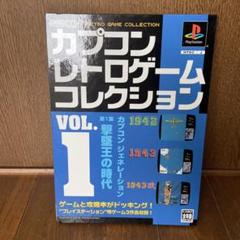 RETRO GAME COLLECTION
カプコン
レトロゲーム
コレクション
PlayStation
NTSC J
VOL.
1
第1集
撃墜王の時代
カプコン ジェネレーション
1942
1943
1943改
ゲームと攻略本がドッキング!
"プレイステーション"用ゲーム3作品収録!